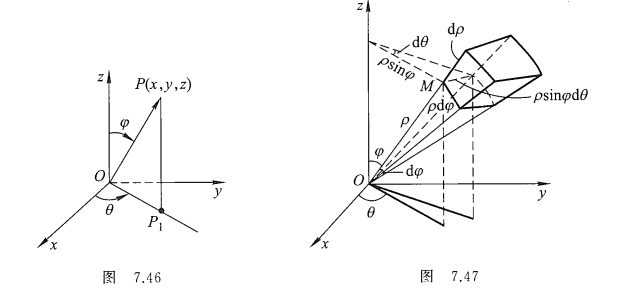 z
P(x,y,z)
φ
O
y
θ
P₁
x
图 7.46
z
dθ
dρ
ρsinφ
M
ρsinφdθ
ρdφ
ρ
φ
dφ
O
y
θ
x
图 7.47